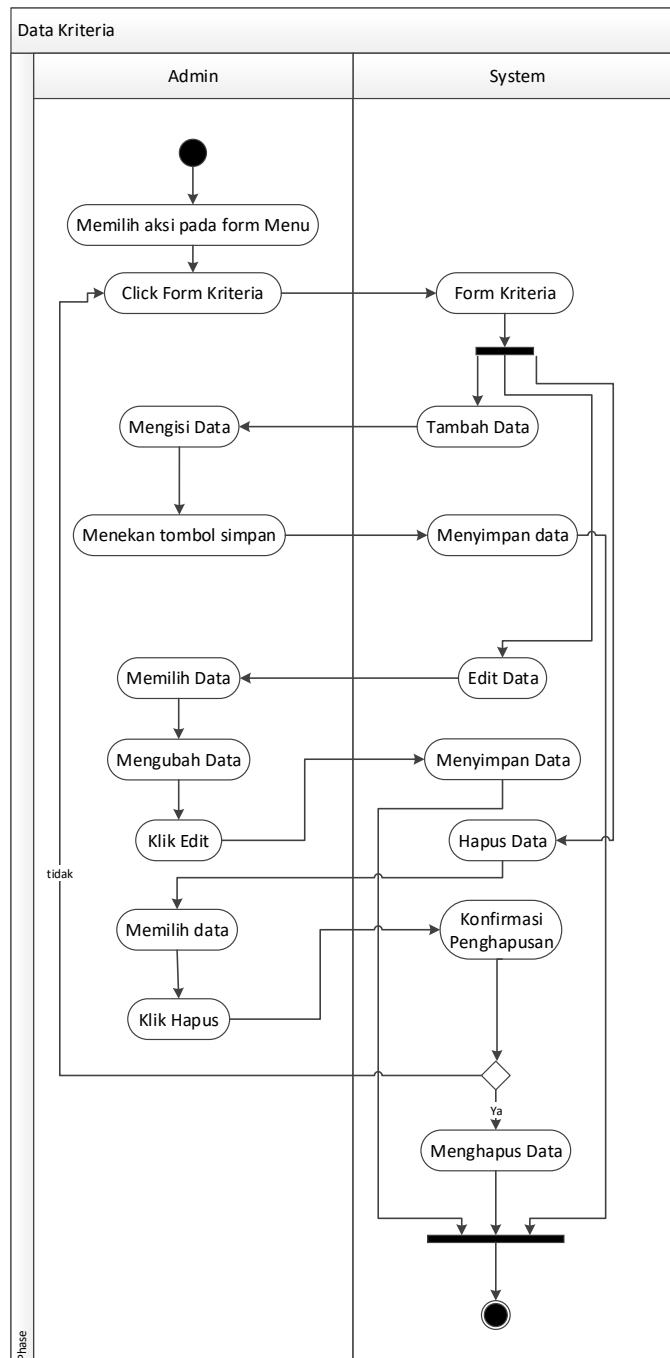 Data Kriteria
Admin
System
Memilih aksi pada form Menu
Click Form Kriteria
Form Kriteria
Mengisi Data
Tambah Data
Menekan tombol simpan
Menyimpan data
Memilih Data
Edit Data
Mengubah Data
Menyimpan Data
Klik Edit
Hapus Data
tidak
Memilih data
Konfirmasi
Penghapusan
Klik Hapus
Ya
Menghapus Data
Phase